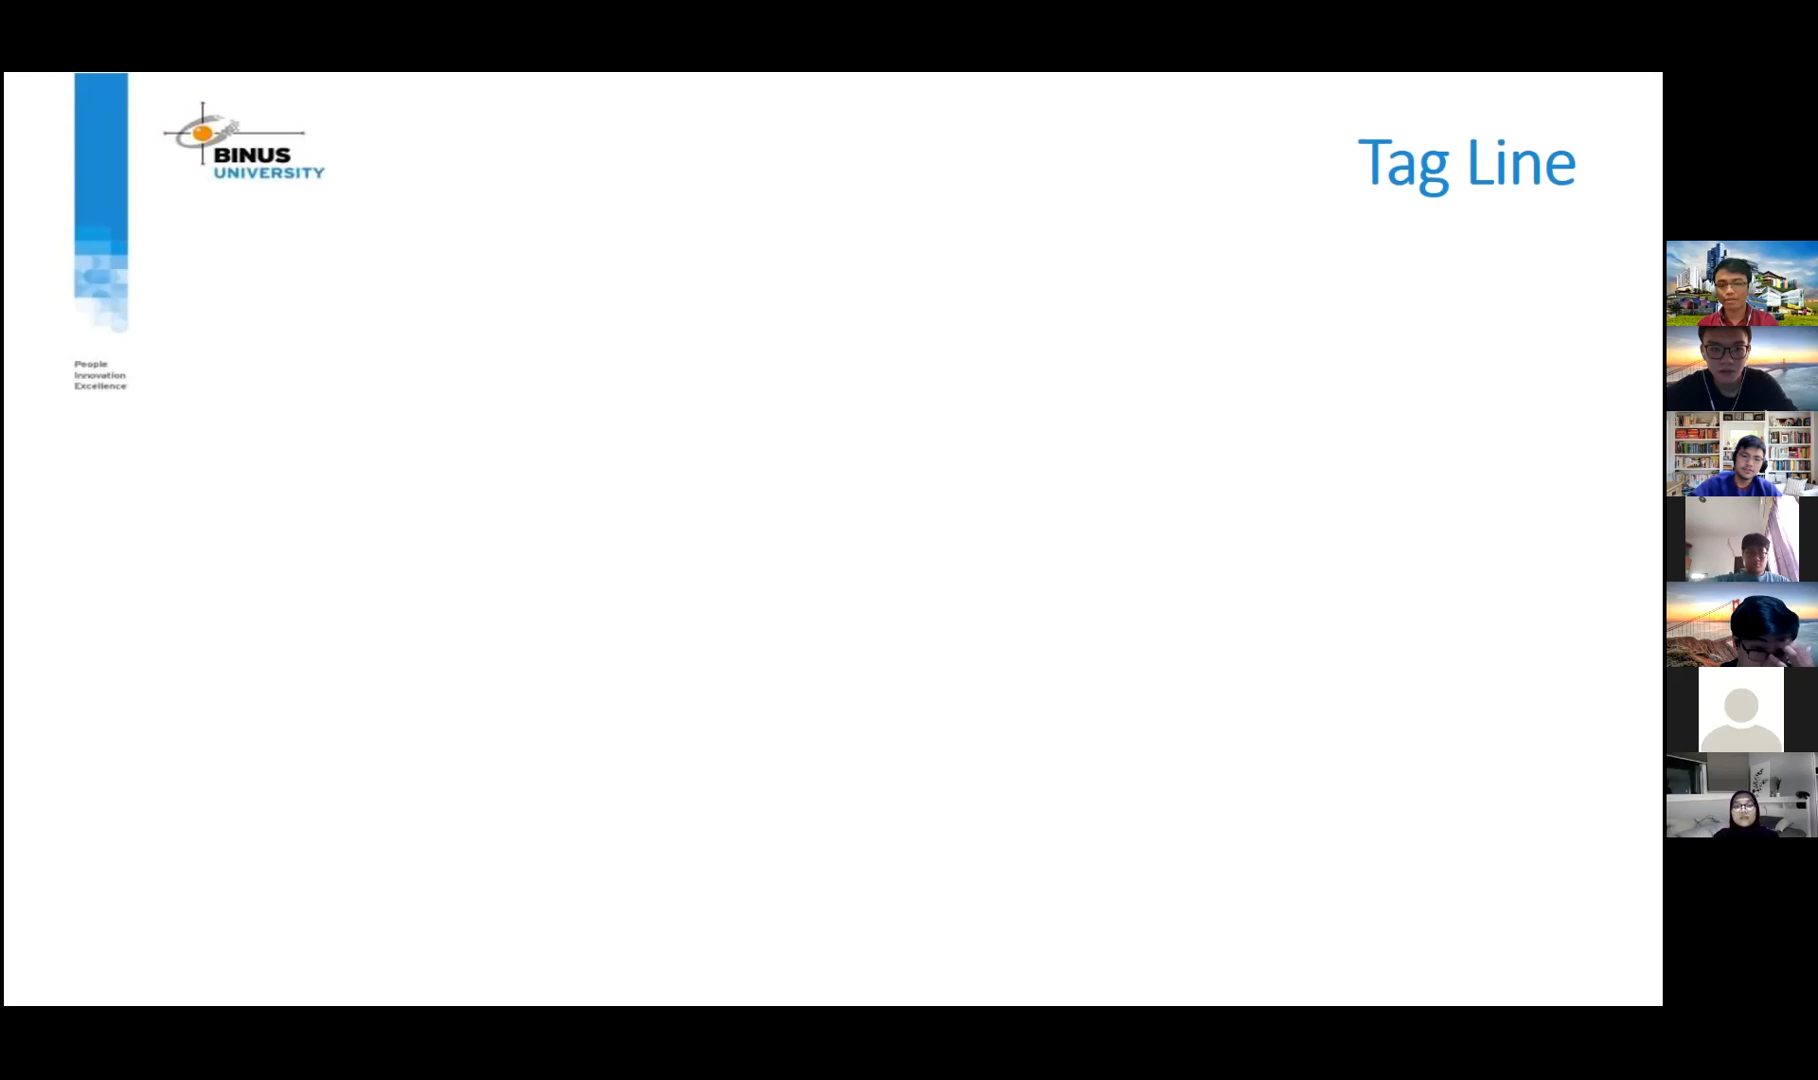 BINUS
UNIVERSITY
Tag Line
People
Innovation
Excellence